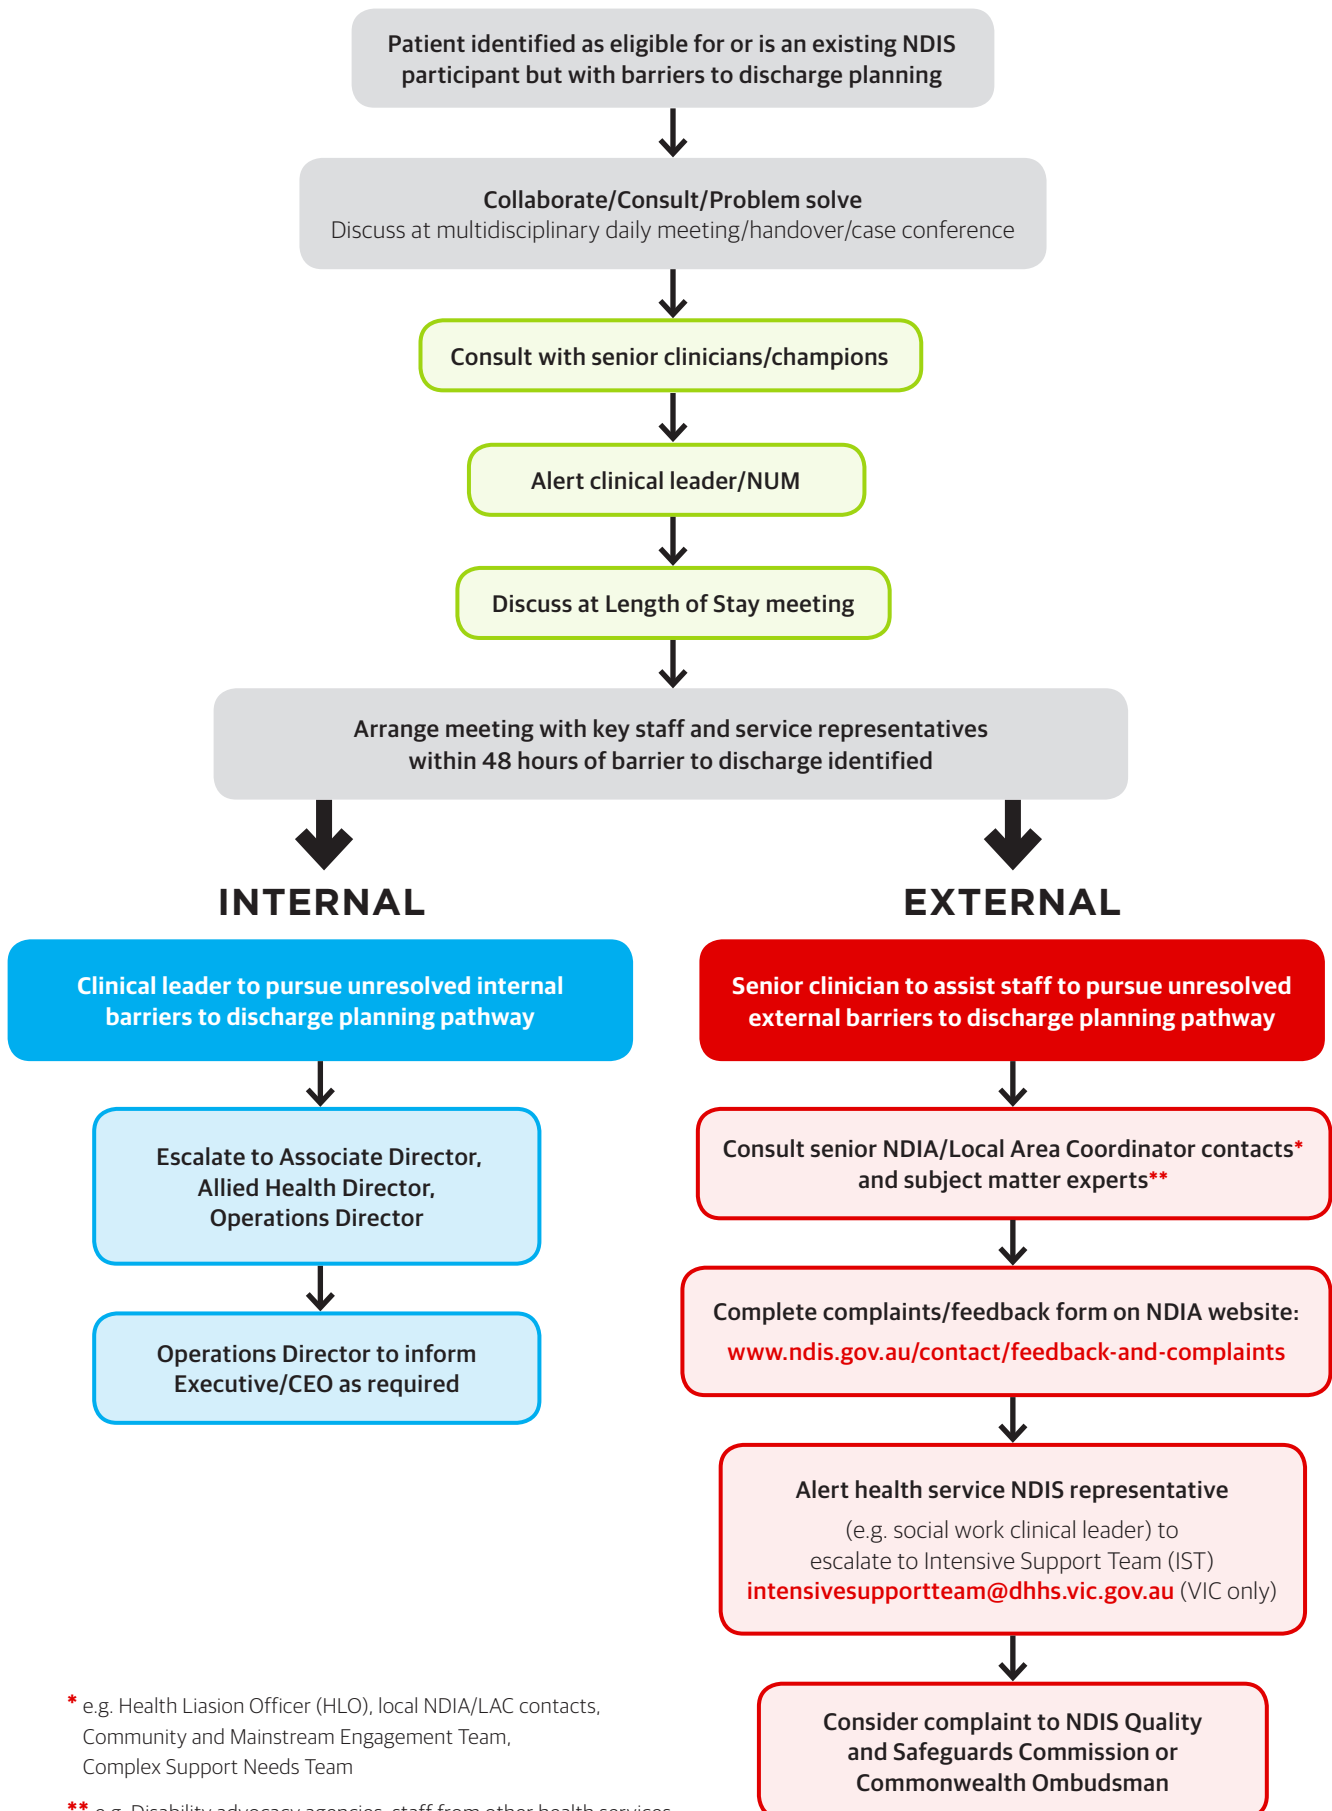 Patient identified as eligible for or is an existing NDIS
participant but with barriers to discharge planning
Collaborate/Consult/Problem solve
Discuss at multidisciplinary daily meeting/handover/case conference
Consult with senior clinicians/champions
Alert clinical leader/NUM
Discuss at Length of Stay meeting
Arrange meeting with key staff and service representatives
within 48 hours of barrier to discharge identified
INTERNAL
Clinical leader to pursue unresolved internal
barriers to discharge planning pathway
Escalate to Associate Director,
Allied Health Director,
Operations Director
Operations Director to inform
Executive/CEO as required
EXTERNAL
Senior clinician to assist staff to pursue unresolved
external barriers to discharge planning pathway
Consult senior NDIA/Local Area Coordinator contacts*
and subject matter experts**
Complete complaints/feedback form on NDIA website:
www.ndis.gov.au/contact/feedback-and-complaints
Alert health service NDIS representative
(e.g. social work clinical leader) to
escalate to Intensive Support Team (IST)
intensivesupportteam@dhhs.vic.gov.au (VIC only)
Consider complaint to NDIS Quality
and Safeguards Commission or
Commonwealth Ombudsman
* e.g. Health Liasion Officer (HLO), local NDIA/LAC contacts,
Community and Mainstream Engagement Team,
Complex Support Needs Team
** e.g. Disability advocacy agencies, staff from other health services